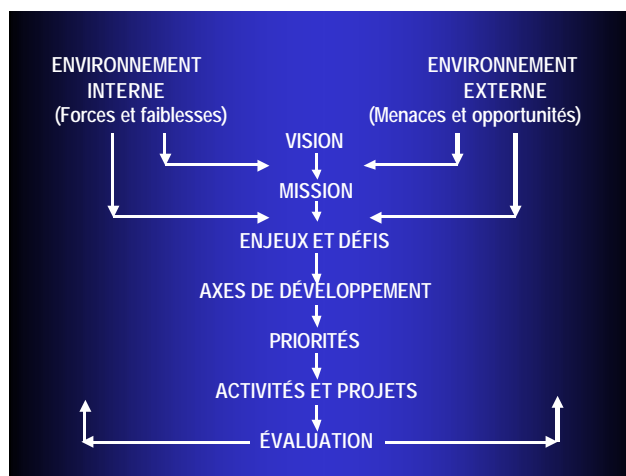 ENVIRONNEMENT
INTERNE
(Forces et faiblesses)
ENVIRONNEMENT
EXTERNE
(Menaces et opportunités)
VISION
MISSION
ENJEUX ET DÉFIS
AXES DE DÉVELOPPEMENT
PRIORITÉS
ACTIVITÉS ET PROJETS
ÉVALUATION